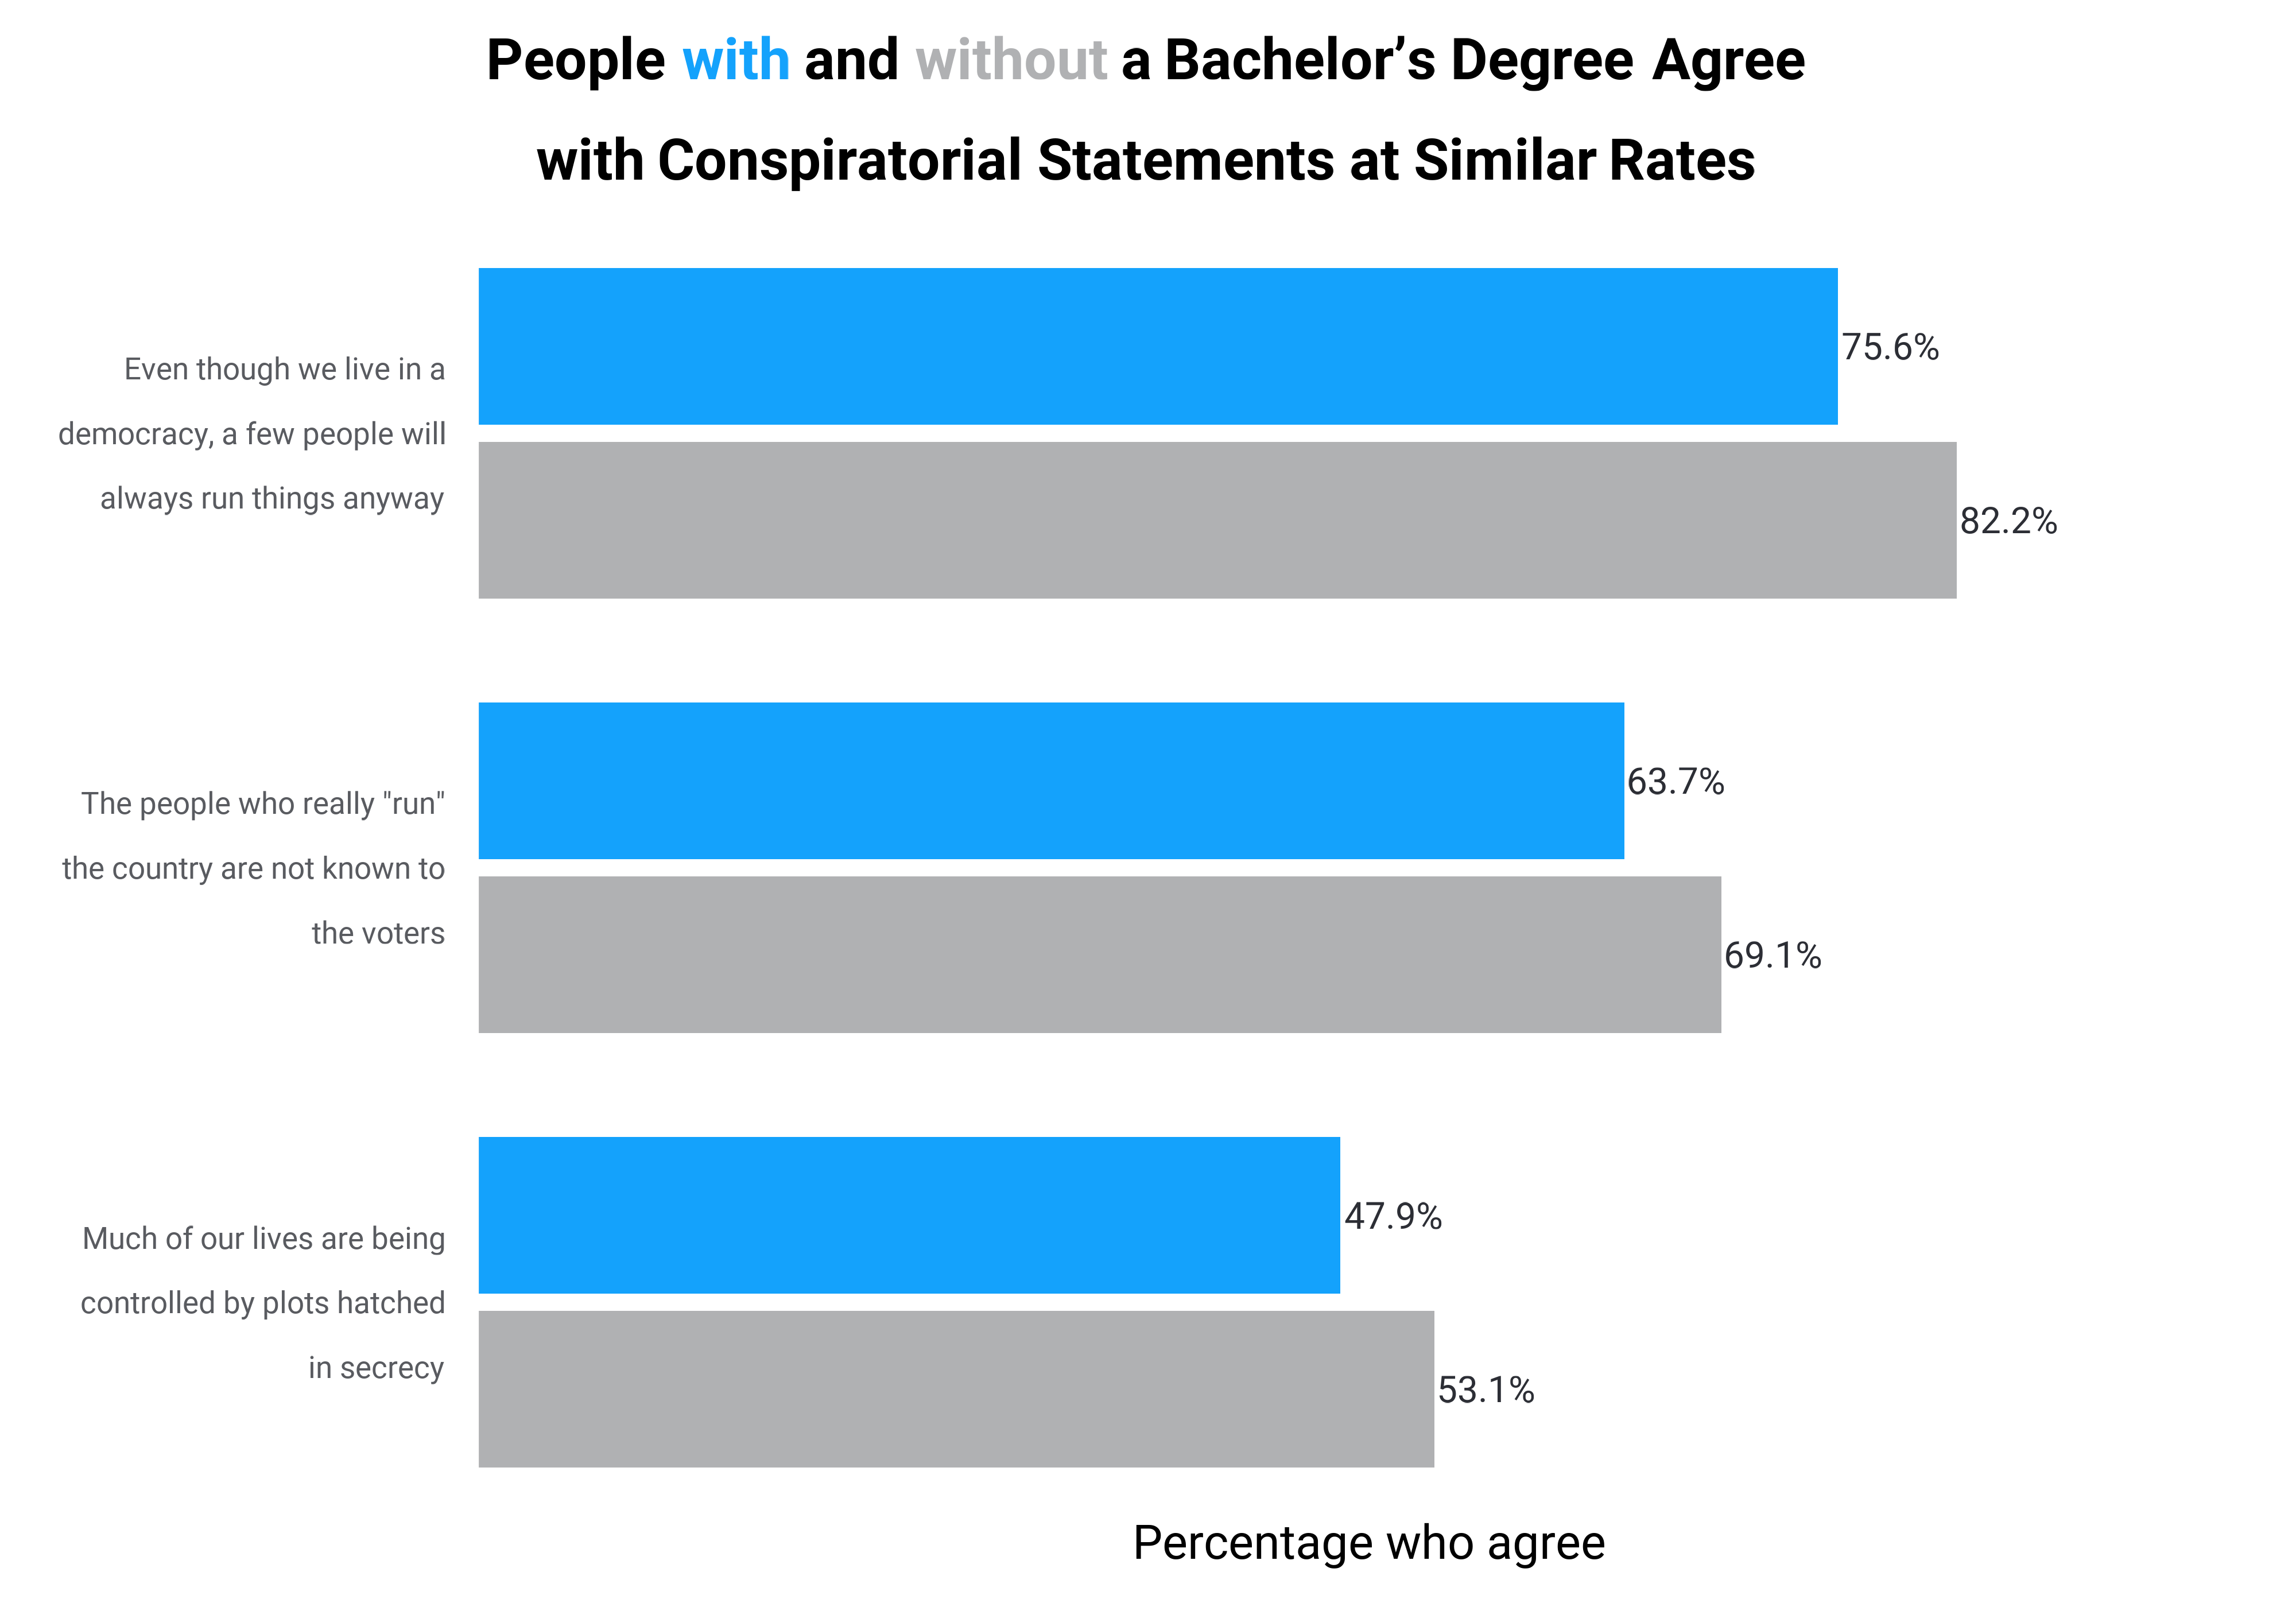 People with and without a Bachelor’s Degree Agree
with Conspiratorial Statements at Similar Rates
Even though we live in a
democracy, a few people will
always run things anyway
75.6%
82.2%
The people who really "run"
the country are not known to
the voters
63.7%
69.1%
Much of our lives are being
controlled by plots hatched
in secrecy
47.9%
53.1%
Percentage who agree